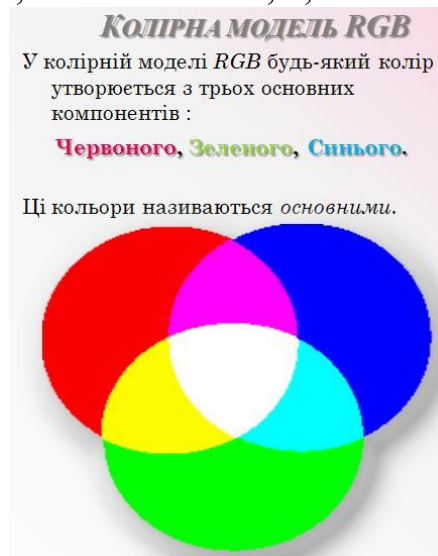 КОЛІРНА МОДЕЛЬ RGB
У колірній моделі RGB будь-який колір
утворюється з трьох основних
компонентів :
Червоного, Зеленого, Синього.
Ці кольори називаються основними.